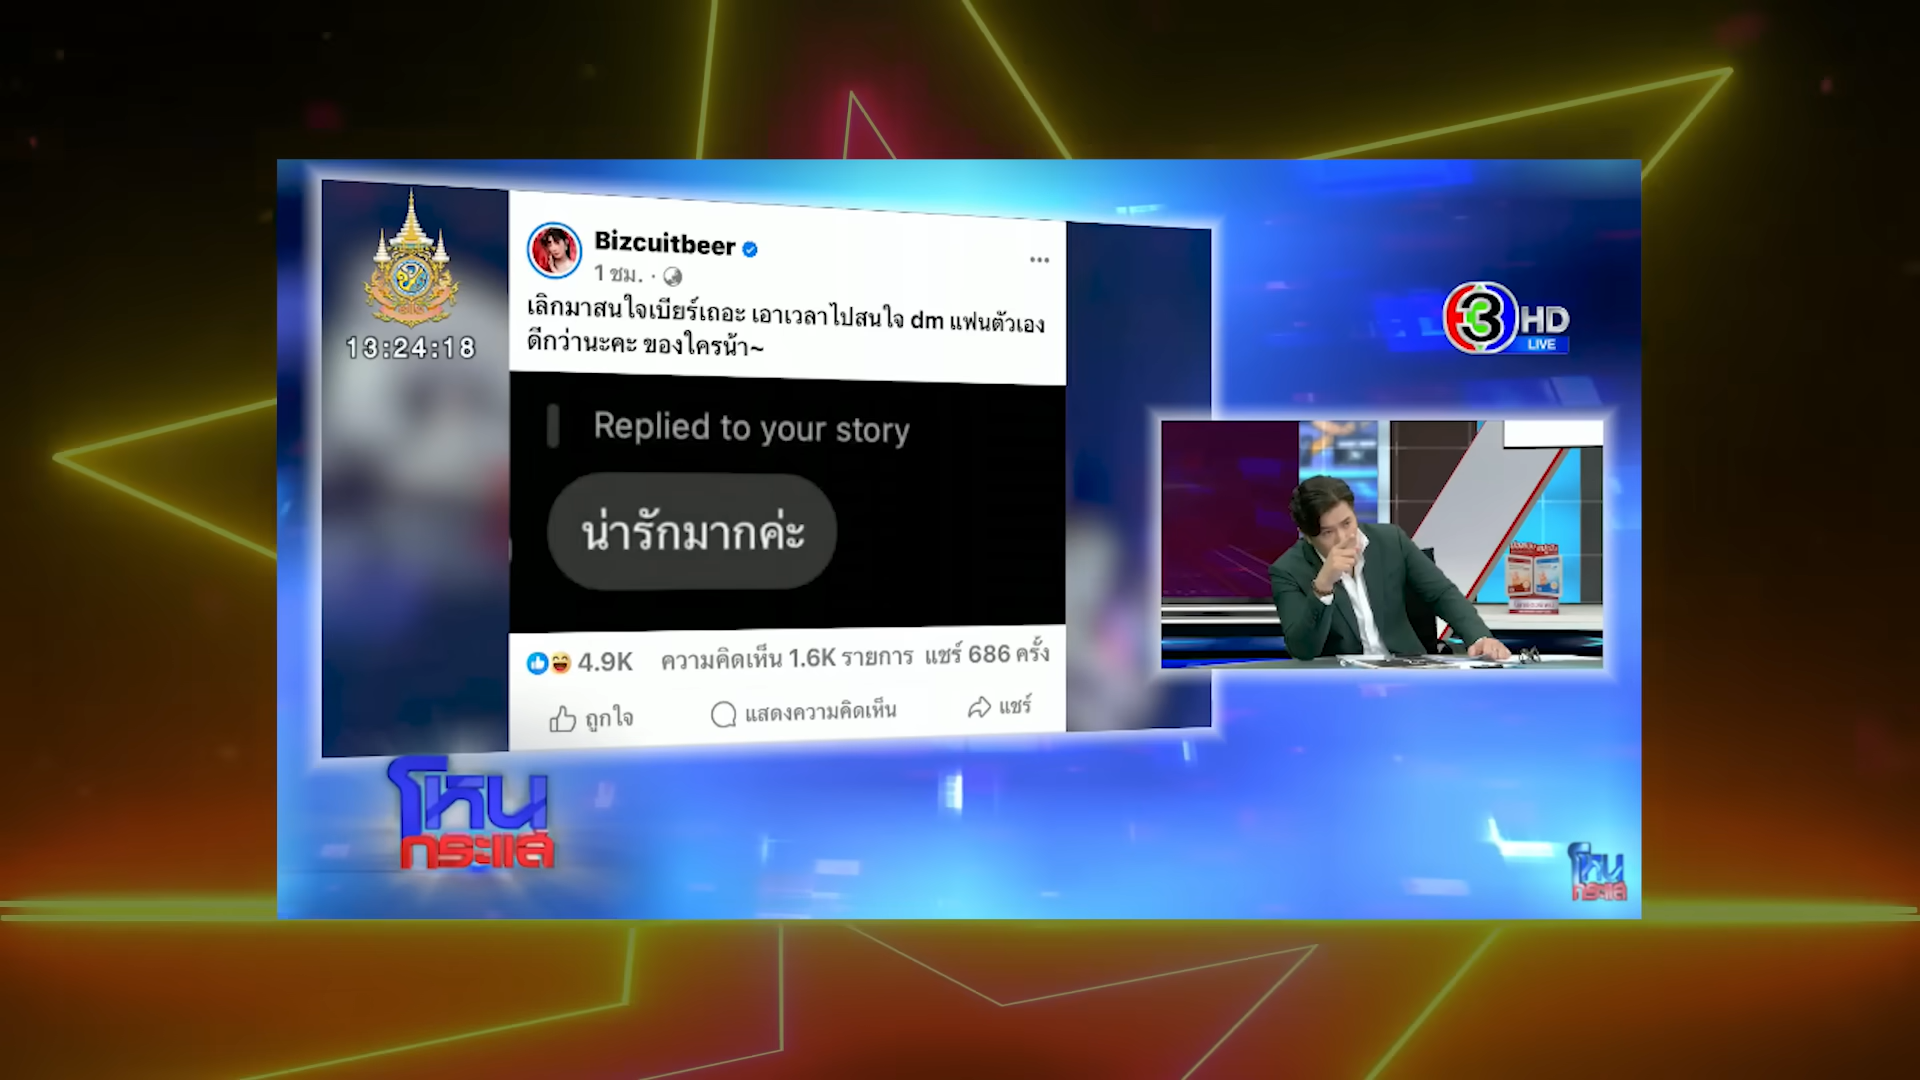 Bizcuitbeer
1 ชม.
เลิกมาสนใจเบียร์เถอะ เอาเวลาไปสนใจ dm แฟนตัวเอง
ดีกว่านะคะ ของใครน้า~
13:24:18
Replied to your story
น่ารักมากค่ะ
4.9K ความคิดเห็น 1.6K รายการ แชร์ 686 ครั้ง
ถูกใจ แสดงความคิดเห็น แชร์
3 HD
LIVE
โหน
กระแส
โหน
กระแส